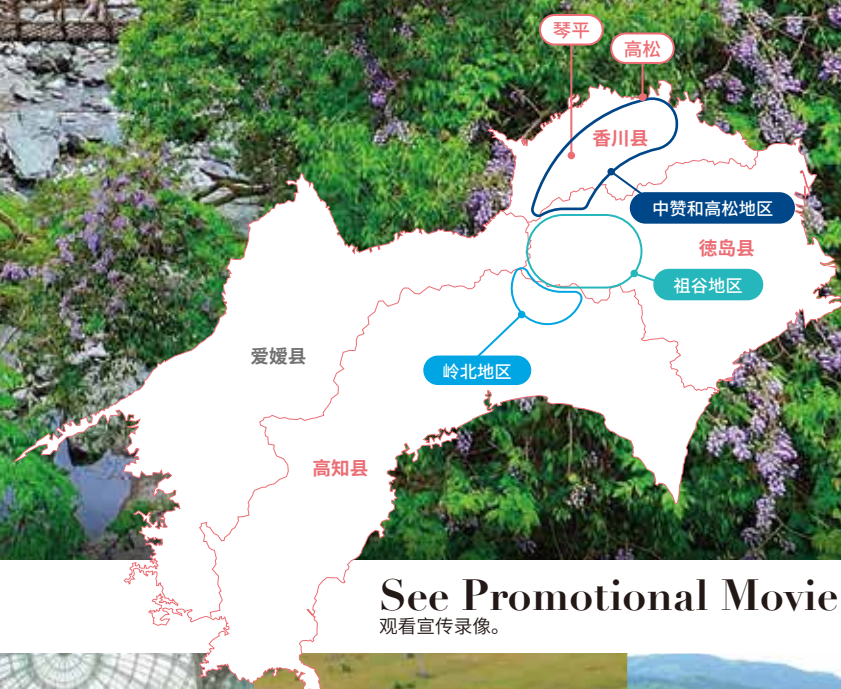 琴平
高松
香川县
中赞和高松地区
徳岛县
祖谷地区
爱媛县
岭北地区
高知县
See Promotional Movie
观看宣传录像。